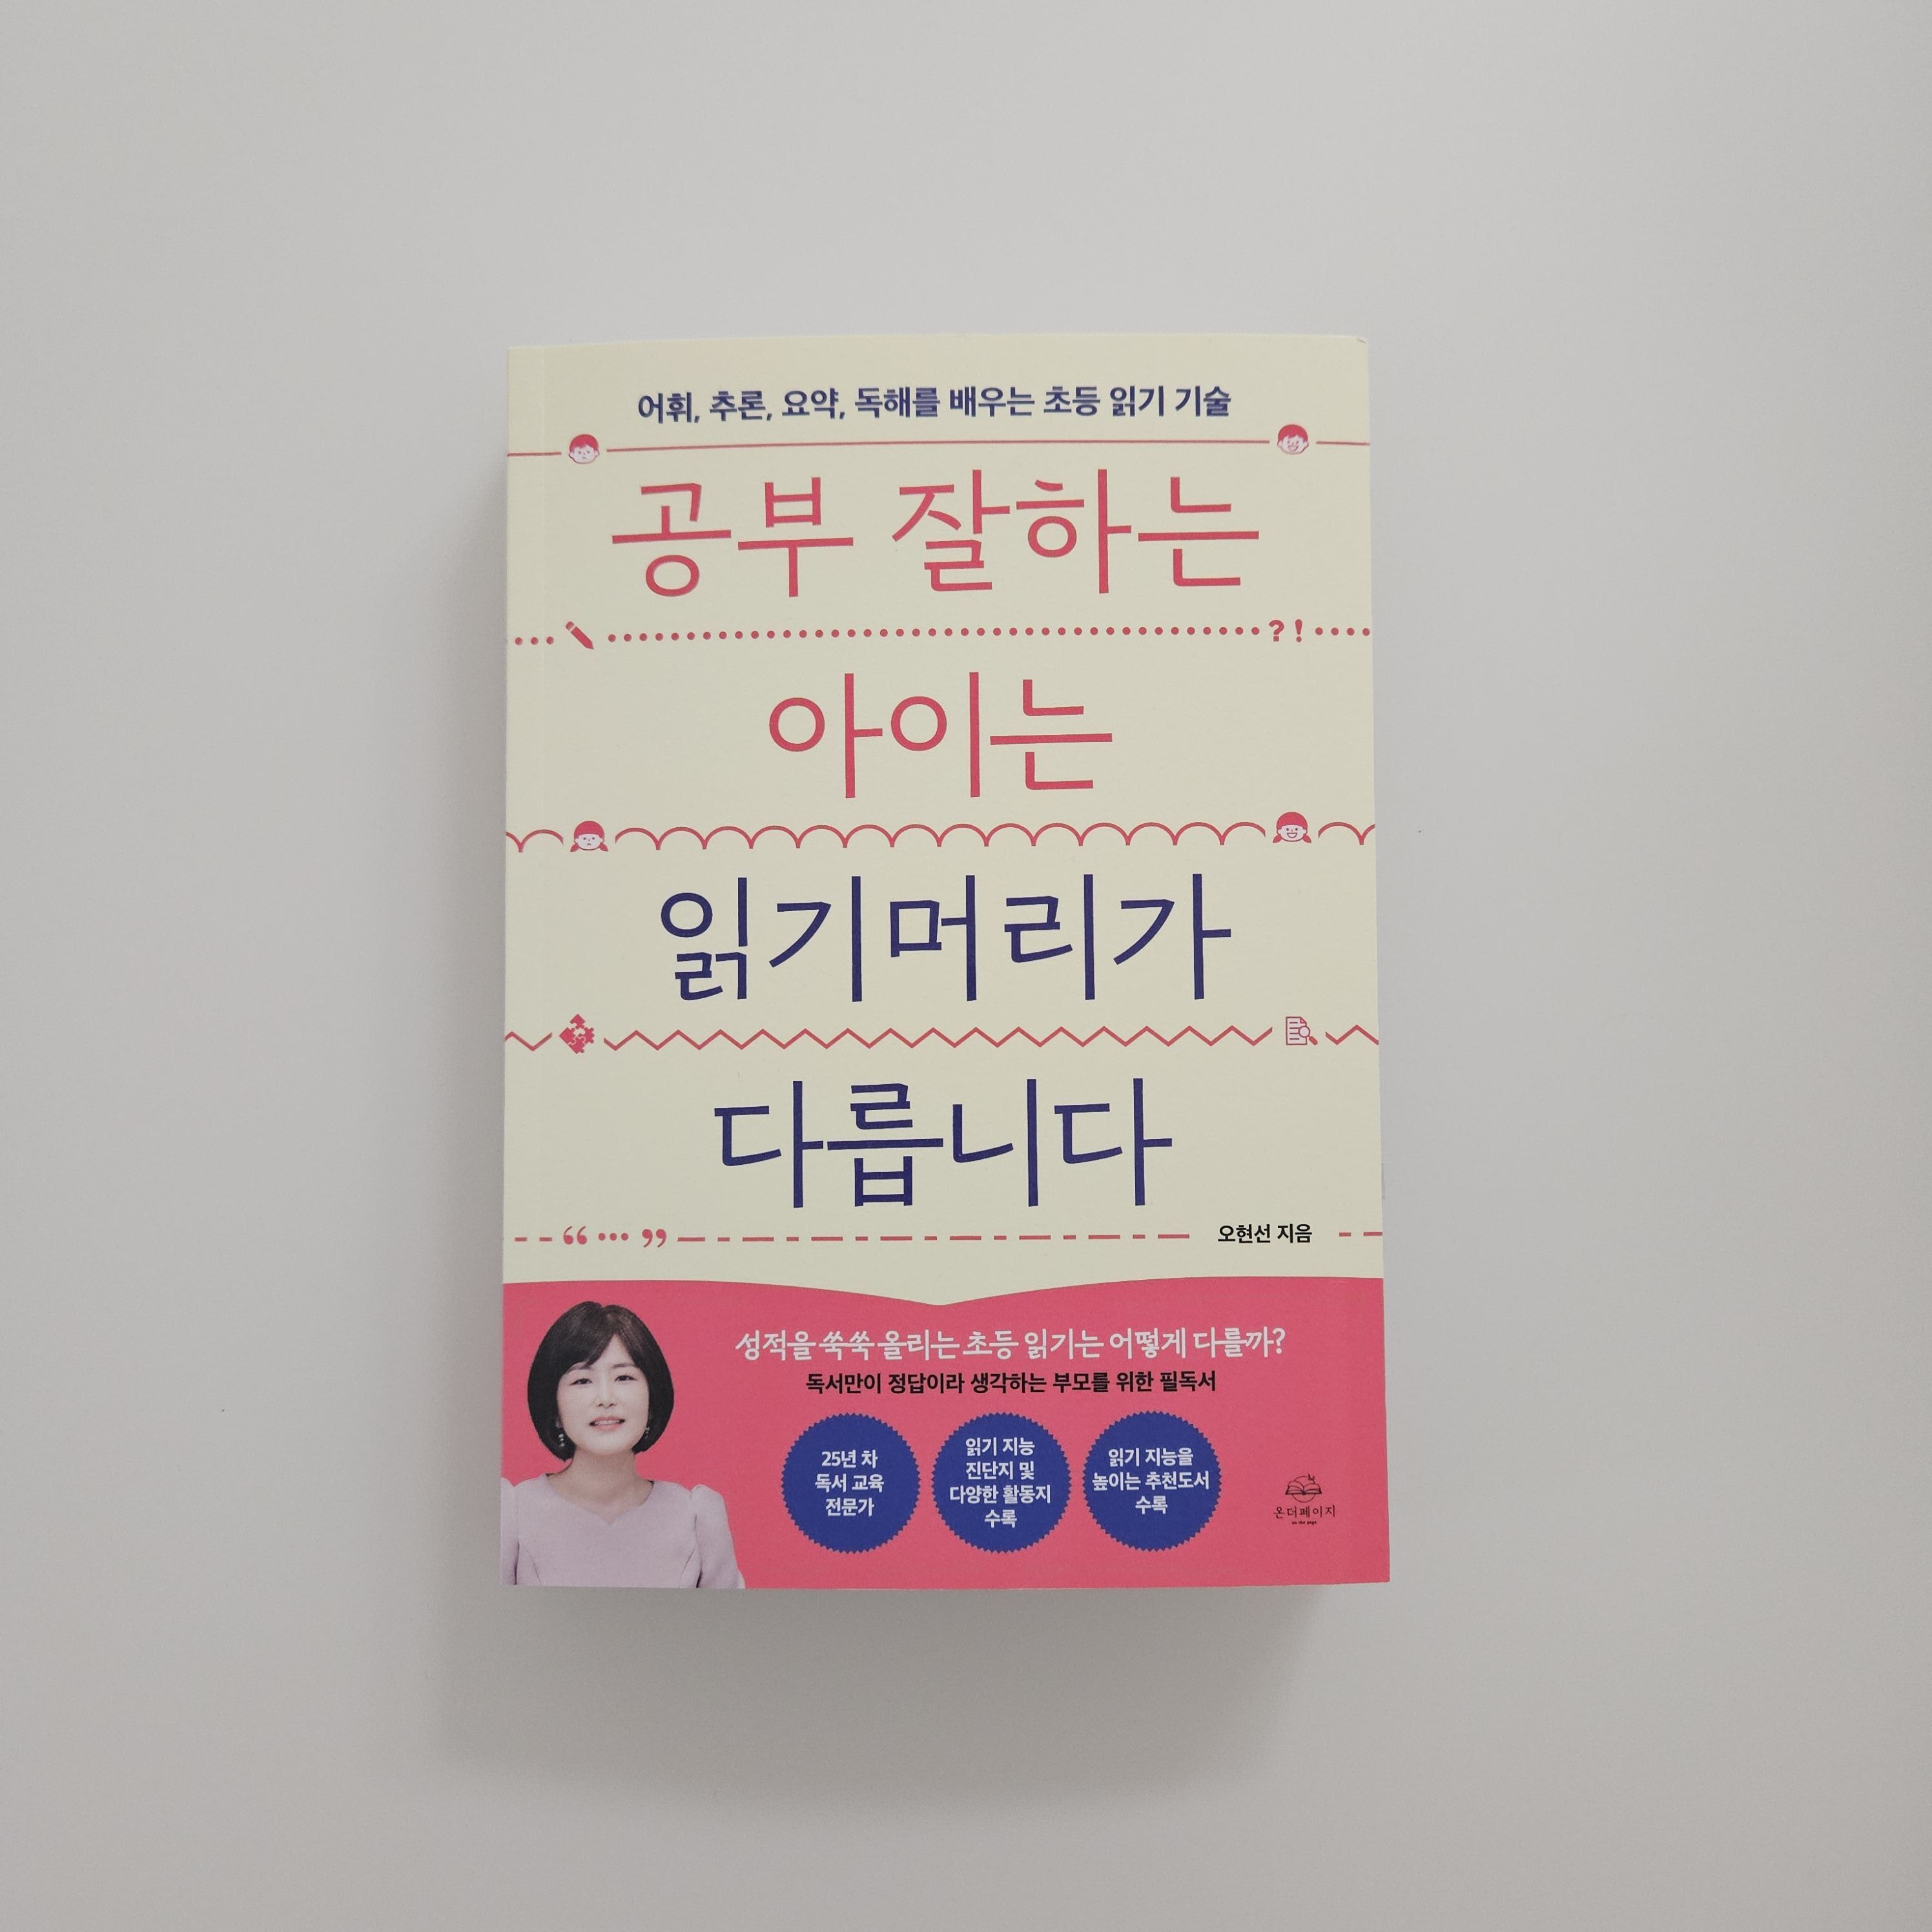 어휘, 추론, 요약, 독해를 배우는 초등 읽기 기술
공부 잘하는
?!
아이는
읽기머리가
다릅니다
“ ··· ”
오현선 지음
성적을 쑥쑥 올리는 초등 읽기는 어떻게 다를까?
독서만이 정답이라 생각하는 부모를 위한 필독서
25년 차
독서 교육
전문가
읽기 지능
진단지 및
다양한 활동지
수록
읽기 지능을
높이는 추천도서
수록
온더페이지
on the page